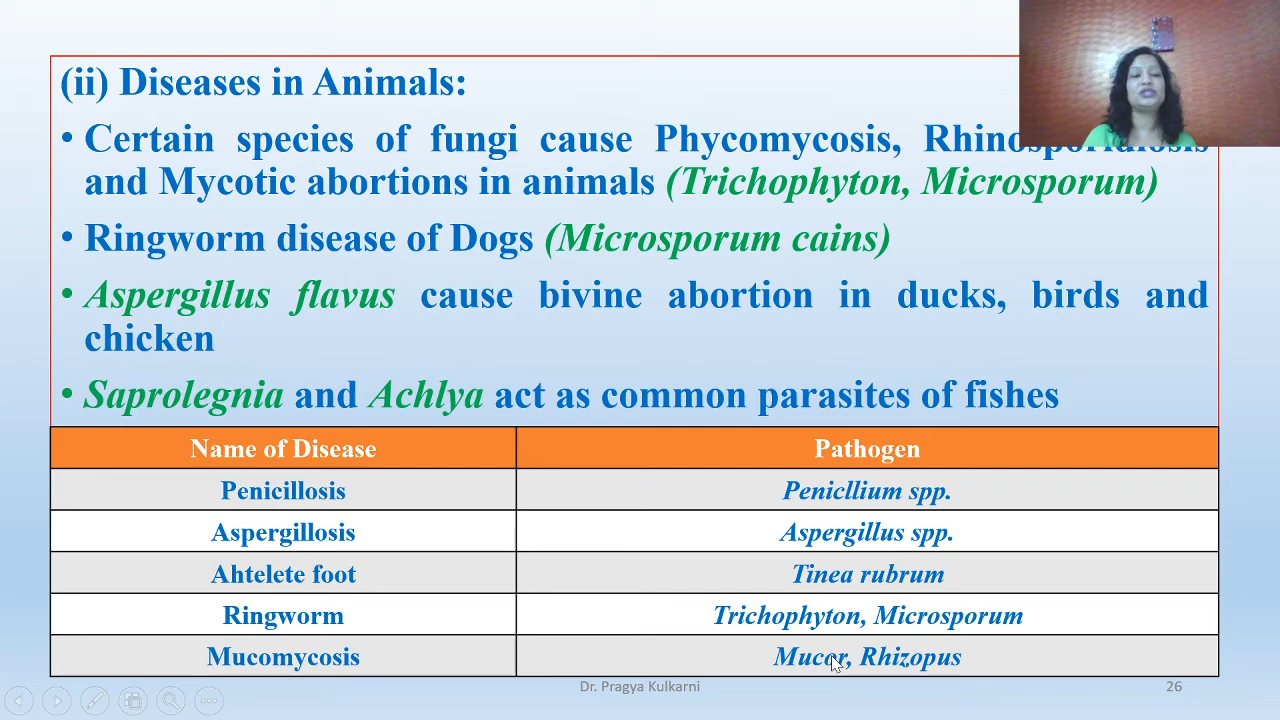 (ii) Diseases in Animals:
• Certain species of fungi cause Phycomycosis, Rhinosporidiosis
and Mycotic abortions in animals (Trichophyton, Microsporum)
• Ringworm disease of Dogs (Microsporum cains)
• Aspergillus flavus cause bivine abortion in ducks, birds and
chicken
• Saprolegnia and Achlya act as common parasites of fishes
Name of Disease Pathogen
Penicillosis Penicllium spp.
Aspergillosis Aspergillus spp.
Ahtelete foot Tinea rubrum
Ringworm Trichophyton, Microsporum
Mucomycosis Mucor, Rhizopus
Dr. Pragya Kulkarni 26